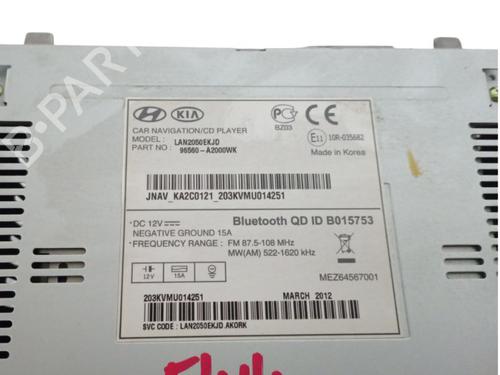 HYUNDAI KIA
BZ03
CAR NAVIGATION/CD PLAYER
MODEL : LAN2050EKJD
PART NO : 96560-A2000WK
E11 10R-035682
Made in Korea
JNAV_KA2C0121_203KVMU014251
*DC 12V
NEGATIVE GROUND 15A
Bluetooth QD ID B015753
*FREQUENCY RANGE : FM 87.5-108 MHz
MW(AM) 522-1620 kHz
12V 15A
MEZ64567001
203KVMU014251
MARCH 2012
SVC CODE : LAN2050EKJD.AKORK